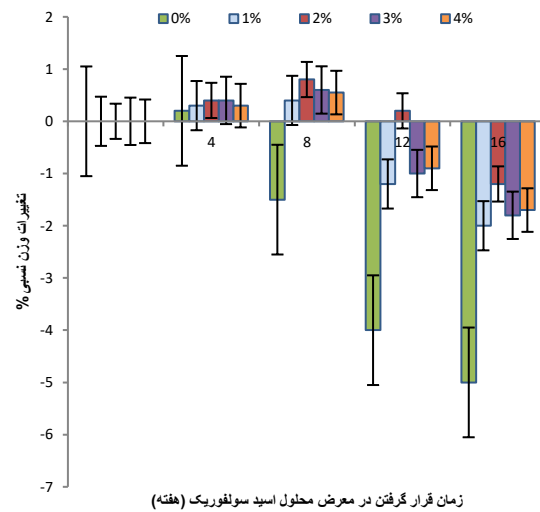 0% 1% 2% 3% 4%
2
1
0
-1
-2
-3
-4
-5
-6
-7
4 8 12 16
تغییرات وزن نسبی %
زمان قرار گرفتن در معرض محلول اسید سولفوریک (هفته)